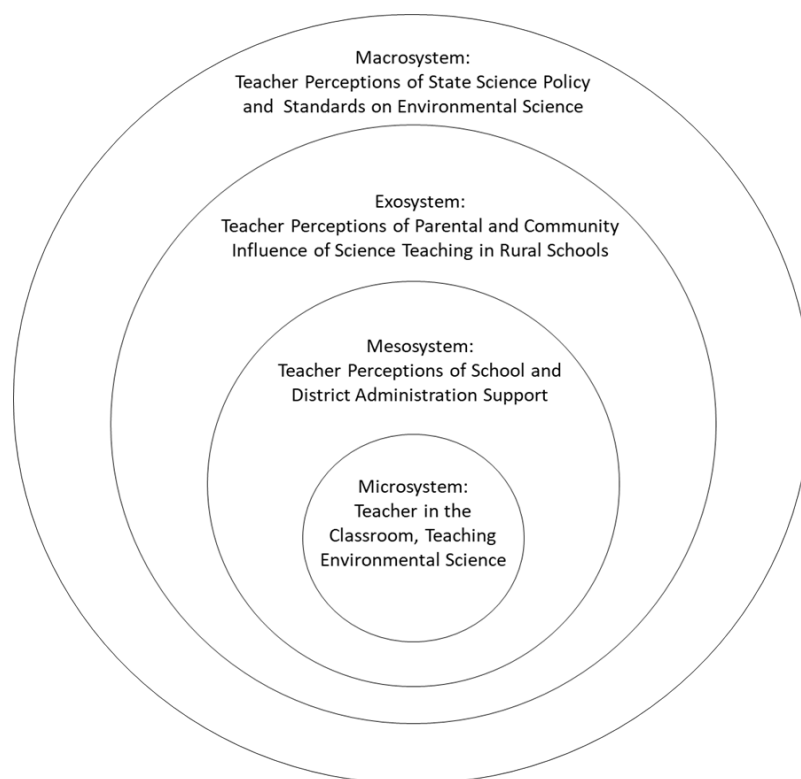 Macrosystem:
Teacher Perceptions of State Science Policy
and Standards on Environmental Science
Exosystem:
Teacher Perceptions of Parental and Community
Influence of Science Teaching in Rural Schools
Mesosystem:
Teacher Perceptions of School and
District Administration Support
Microsystem:
Teacher in the
Classroom, Teaching
Environmental Science